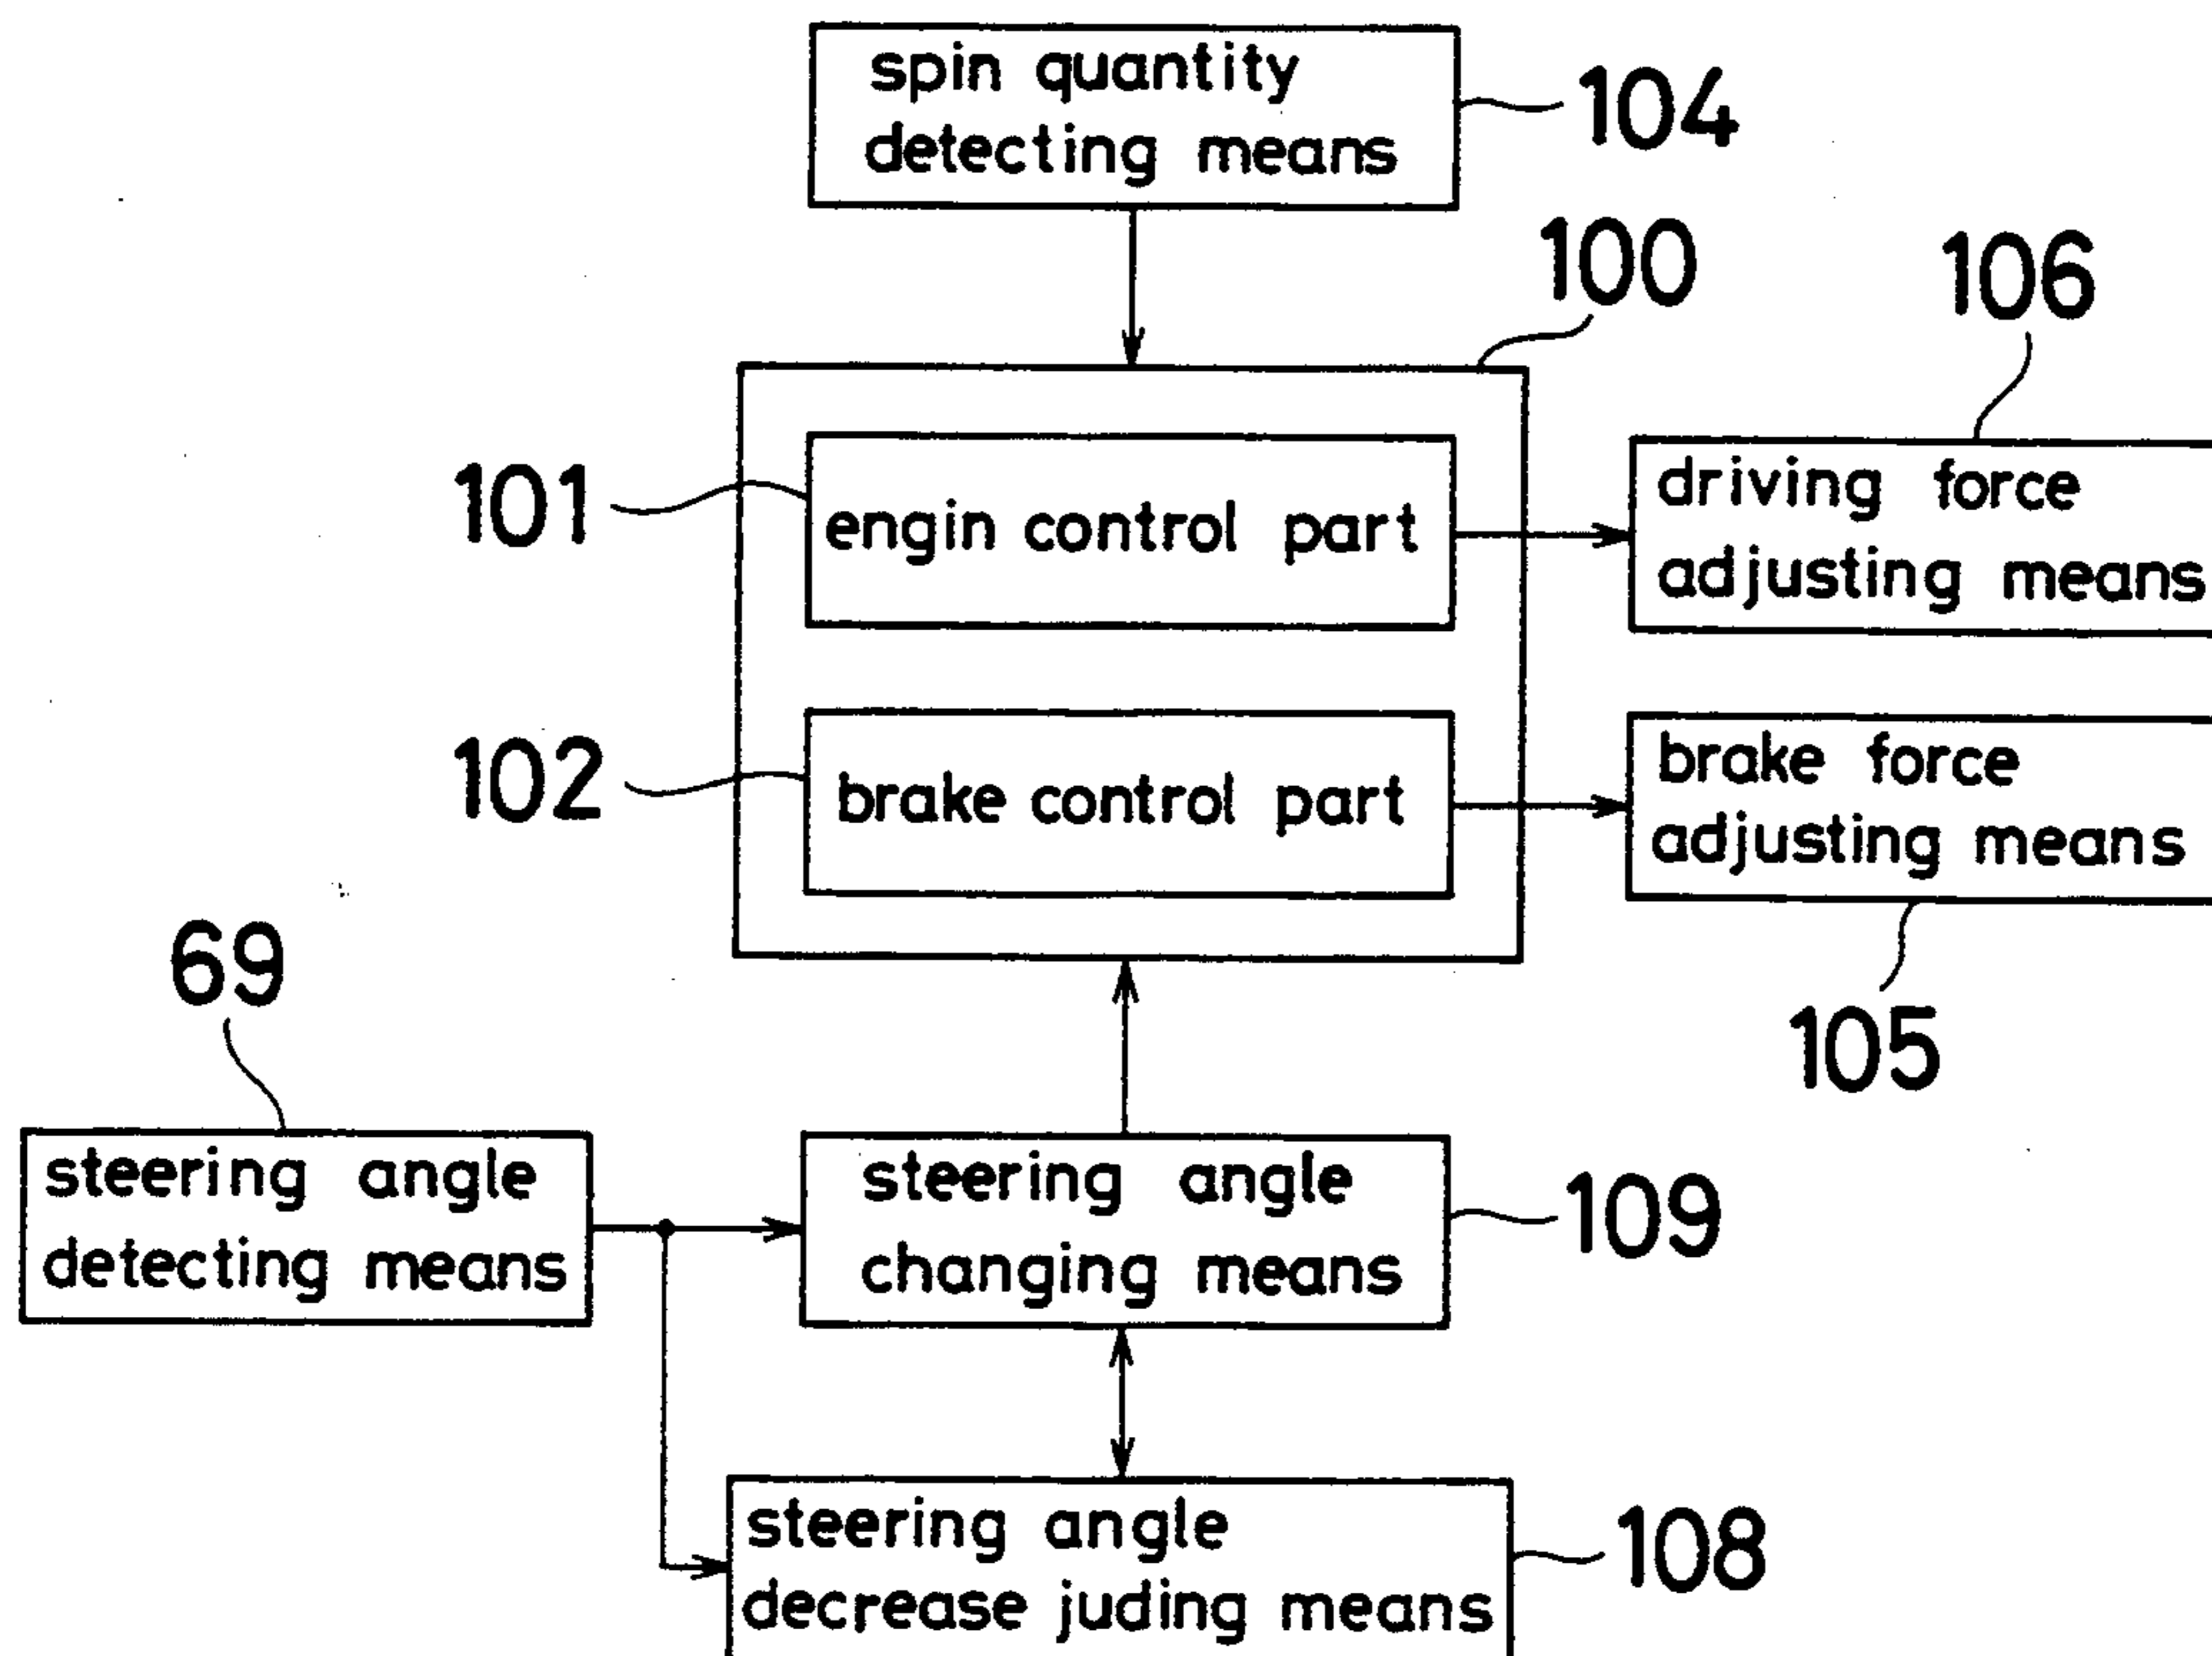 spin quantity
detecting means
104
100
106
101
engin control part
driving force
adjusting means
102
brake control part
brake force
adjusting means
69
105
steering angle
detecting means
steering angle
changing means
109
steering angle
decrease juding means
108